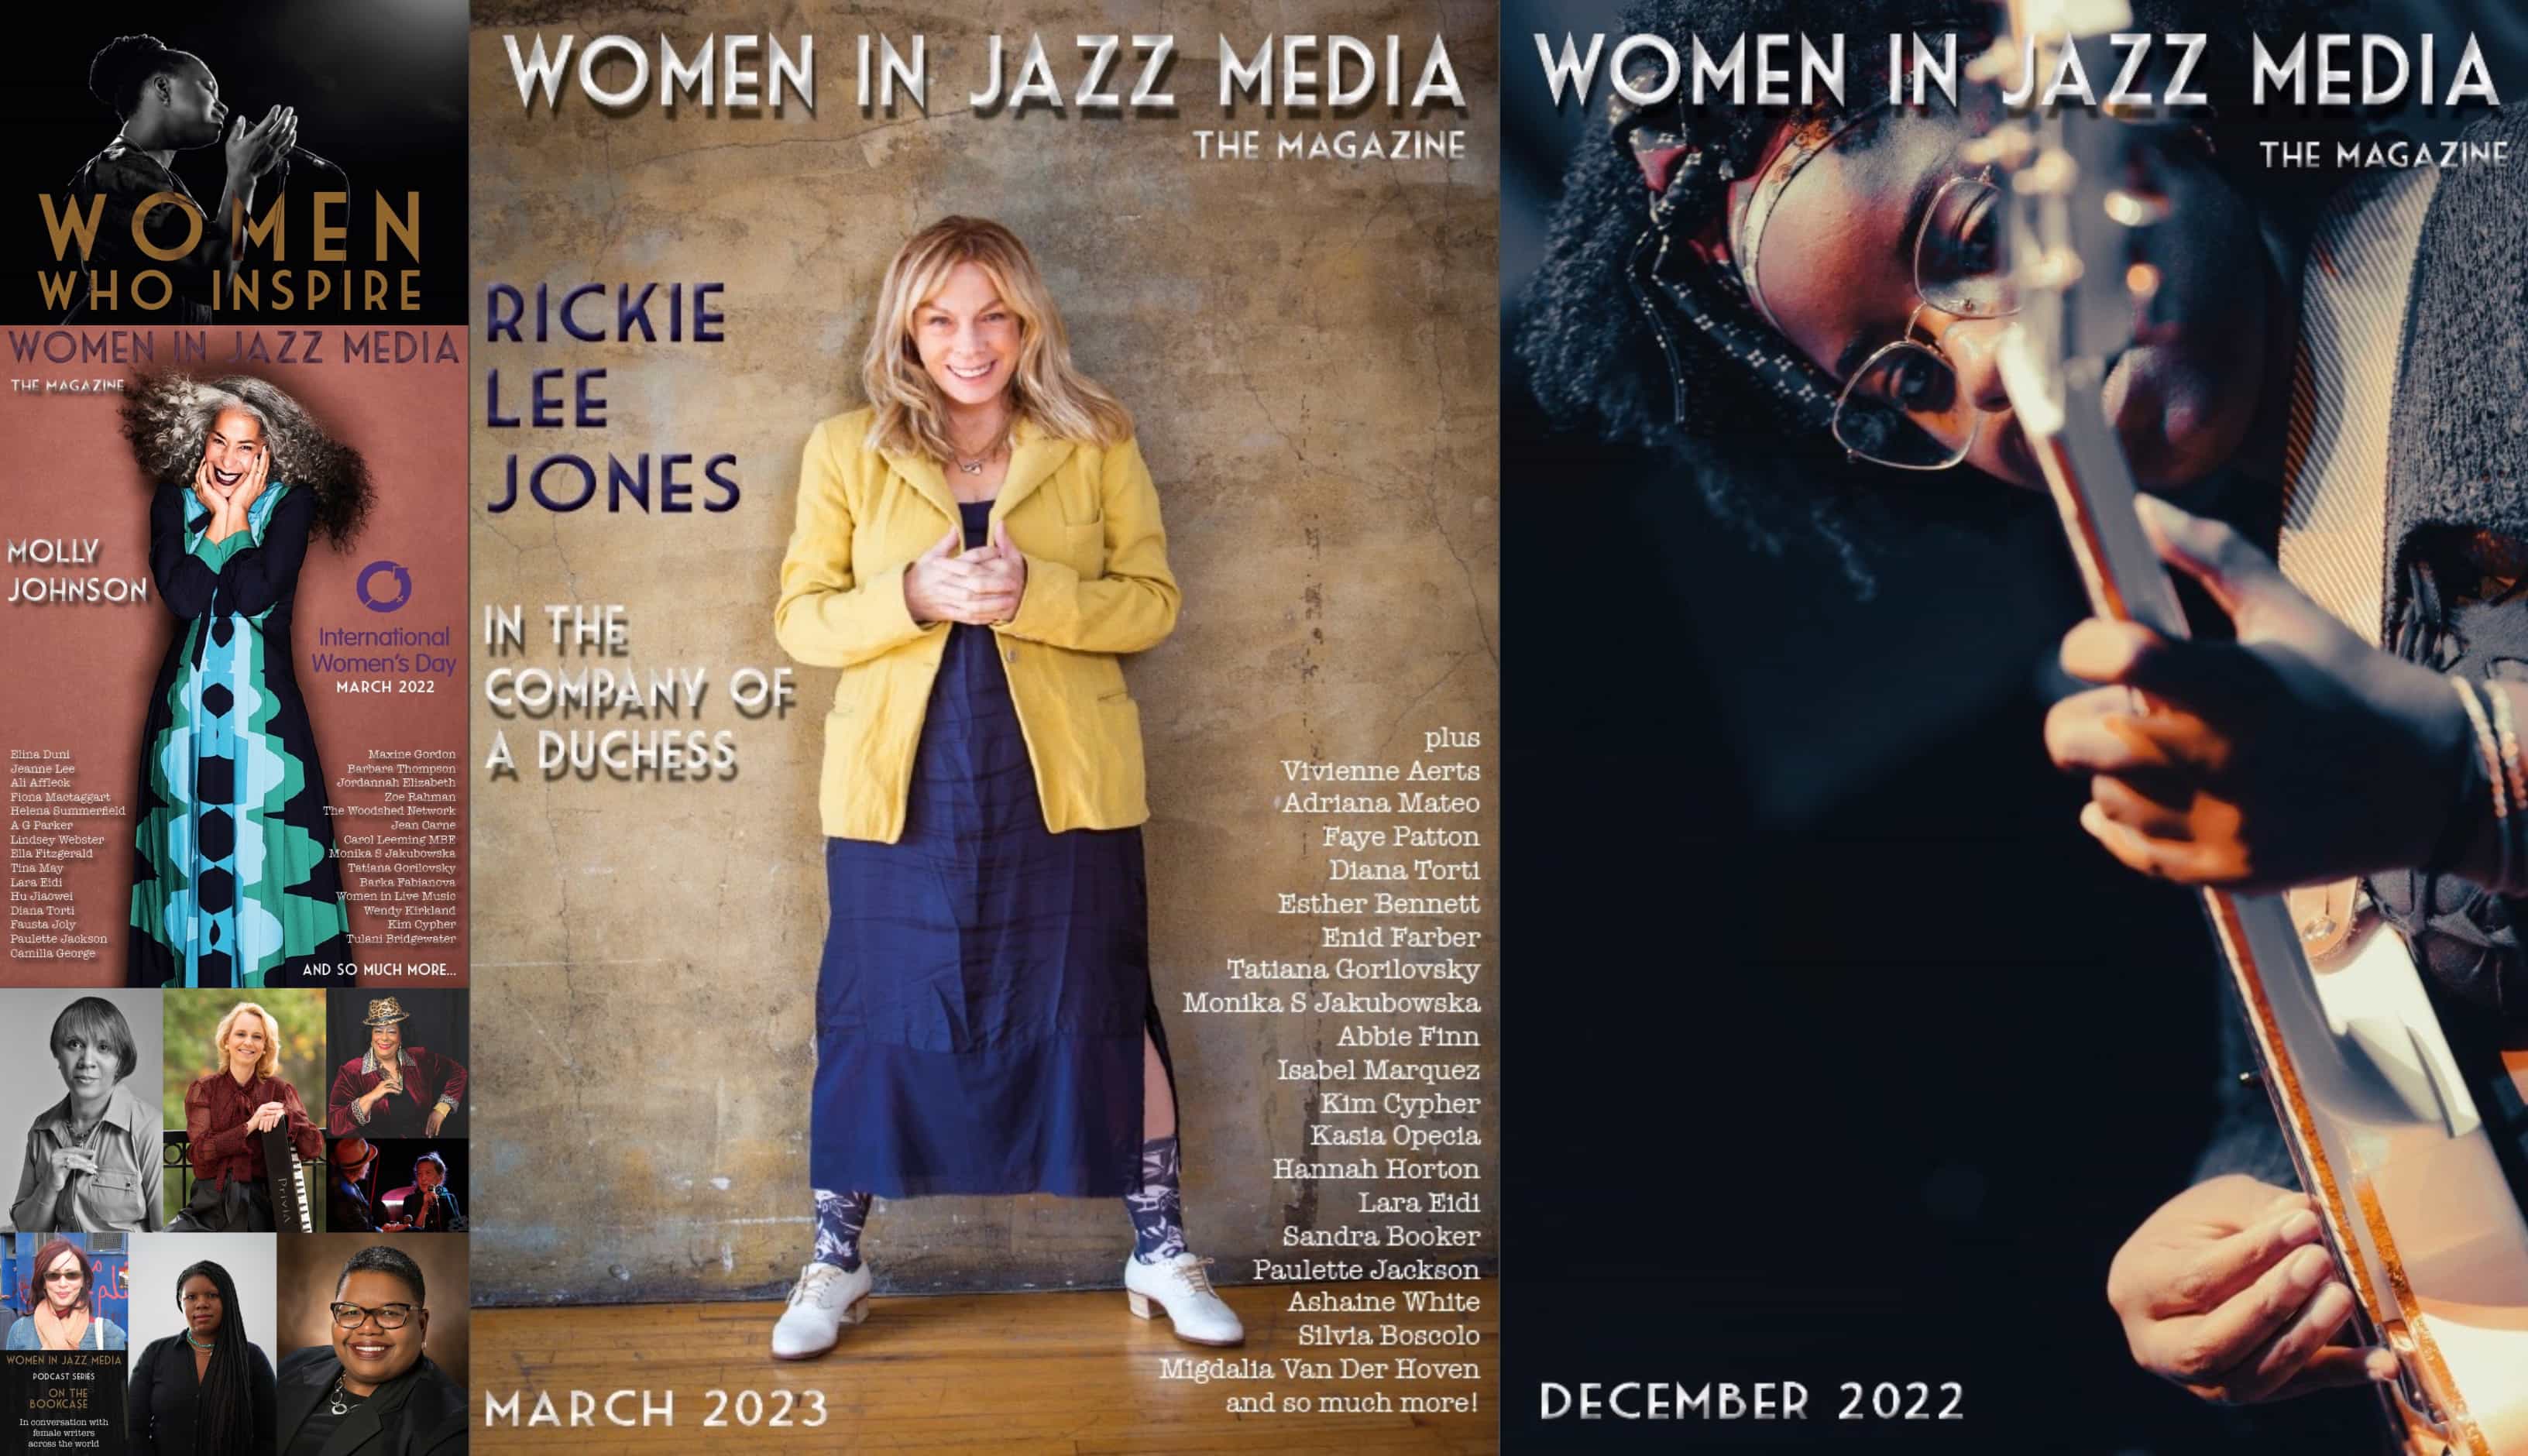 WOMEN
WHO INSPIRE
WOMEN IN JAZZ MEDIA
THE MAGAZINE
MOLLY
JOHNSON
International
Women's Day
MARCH 2022
Elina Duni
Jeanne Lee
Ali Affleck
Fiona Mactaggart
Helena Summerfield
A G Parker
Lindsey Webster
Ella Fitzgerald
Tina May
Lara Eidi
Hu Jiaowei
Diana Torti
Fausta Joly
Paulette Jackson
Camilla George
Maxine Gordon
Barbara Thompson
Jordannah Elizabeth
Zoe Rahman
The Woodshed Network
Jean Carne
Carol Leeming MBE
Monika S Jakubowska
Tatiana Gorilovsky
Barka Fabianova
Women in Live Music
Wendy Kirkland
Kim Cypher
Tulani Bridgewater
AND SO MUCH MORE...
Privia
WOMEN IN JAZZ MEDIA
PODCAST SERIES
ON THE
BOOKCASE
In conversation with
female writers
across the world
WOMEN IN JAZZ MEDIA
THE MAGAZINE
RICKIE
LEE
JONES
IN THE
COMPANY OF
A DUCHESS
plus
Vivienne Aerts
Adriana Mateo
Faye Patton
Diana Torti
Esther Bennett
Enid Farber
Tatiana Gorilovsky
Monika S Jakubowska
Abbie Finn
Isabel Marquez
Kim Cypher
Kasia Opecia
Hannah Horton
Lara Eidi
Sandra Booker
Paulette Jackson
Ashaine White
Silvia Boscolo
Migdalia Van Der Hoven
and so much more!
MARCH 2023
WOMEN IN JAZZ MEDIA
THE MAGAZINE
DECEMBER 2022